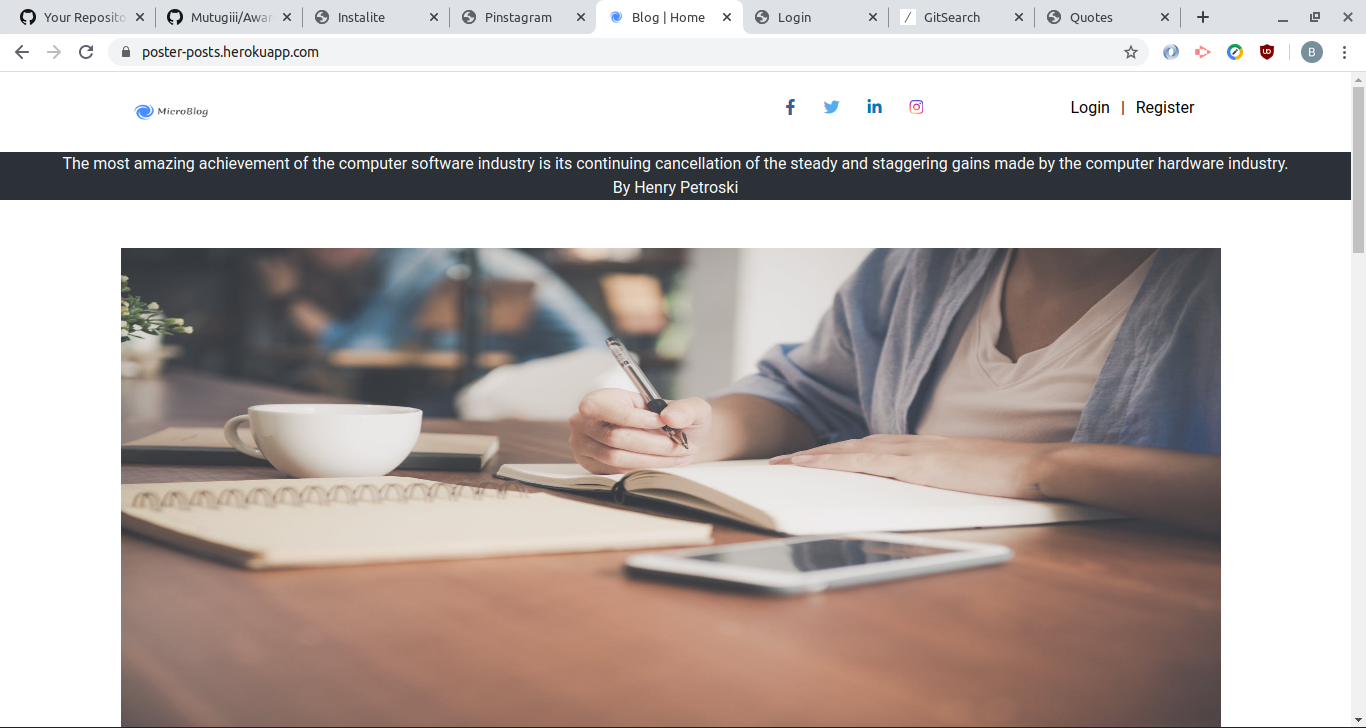 Your Reposito
Mutugiii/Awar
Instalite
Pinstagram
Blog | Home
Login
GitSearch
Quotes
poster-posts.herokuapp.com
B
MicroBlog
Login | Register
The most amazing achievement of the computer software industry is its continuing cancellation of the steady and staggering gains made by the computer hardware industry.
By Henry Petroski